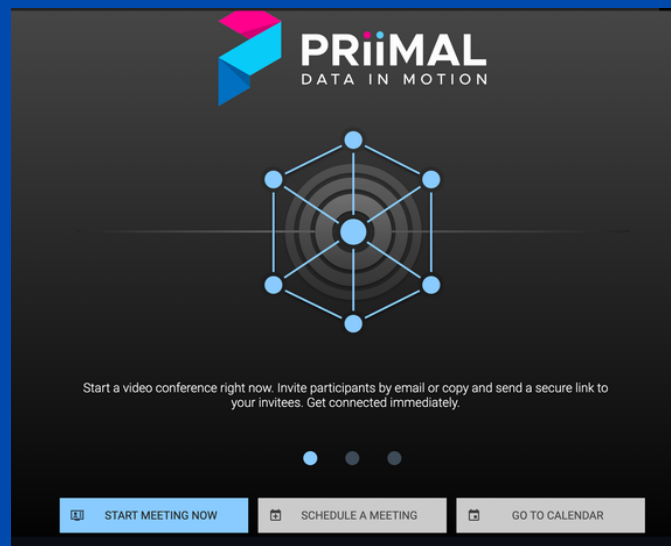 PRiiMAL
DATA IN MOTION
Start a video conference right now. Invite participants by email or copy and send a secure link to
your invitees. Get connected immediately.
START MEETING NOW
SCHEDULE A MEETING
GO TO CALENDAR